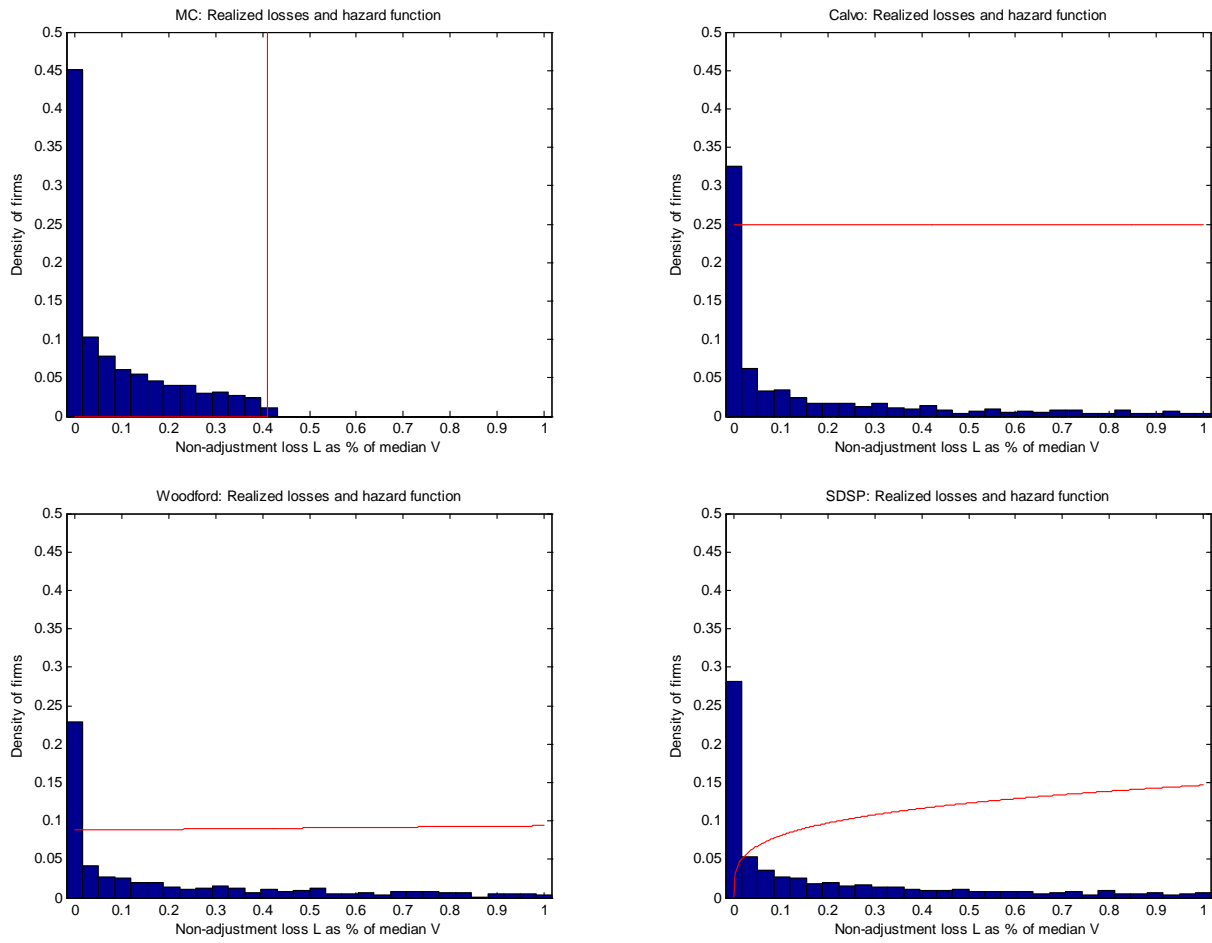 MC: Realized losses and hazard function
0.5
0.45
0.4
0.35
0.3
0.25
0.2
0.15
0.1
0.05
0
Density of firms
0 0.1 0.2 0.3 0.4 0.5 0.6 0.7 0.8 0.9 1
Non-adjustment loss L as % of median V
Calvo: Realized losses and hazard function
0.5
0.45
0.4
0.35
0.3
0.25
0.2
0.15
0.1
0.05
0
Density of firms
0 0.1 0.2 0.3 0.4 0.5 0.6 0.7 0.8 0.9 1
Non-adjustment loss L as % of median V
Woodford: Realized losses and hazard function
0.5
0.45
0.4
0.35
0.3
0.25
0.2
0.15
0.1
0.05
0
Density of firms
0 0.1 0.2 0.3 0.4 0.5 0.6 0.7 0.8 0.9 1
Non-adjustment loss L as % of median V
SDSP: Realized losses and hazard function
0.5
0.45
0.4
0.35
0.3
0.25
0.2
0.15
0.1
0.05
0
Density of firms
0 0.1 0.2 0.3 0.4 0.5 0.6 0.7 0.8 0.9 1
Non-adjustment loss L as % of median V